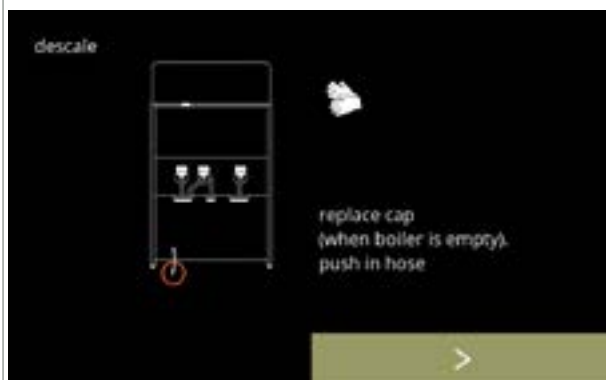 descale
replace cap
(when boiler is empty).
push in hose
>